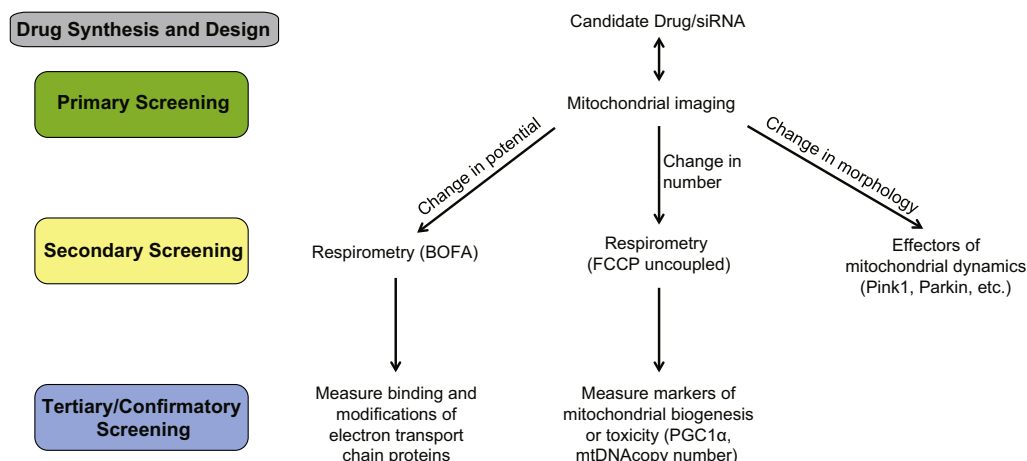 Drug Synthesis and Design
Candidate Drug/siRNA
Primary Screening
Mitochondrial imaging
Change in potential
Change in
number
Change in morphology
Secondary Screening
Respirometry (BOFA)
Respirometry
(FCCP uncoupled)
Effectors of
mitochondrial dynamics
(Pink1, Parkin, etc.)
Tertiary/Confirmatory
Screening
Measure binding and
modifications of
electron transport
chain proteins
Measure markers of
mitochondrial biogenesis
or toxicity (PGC1α,
mtDNAcopy number)